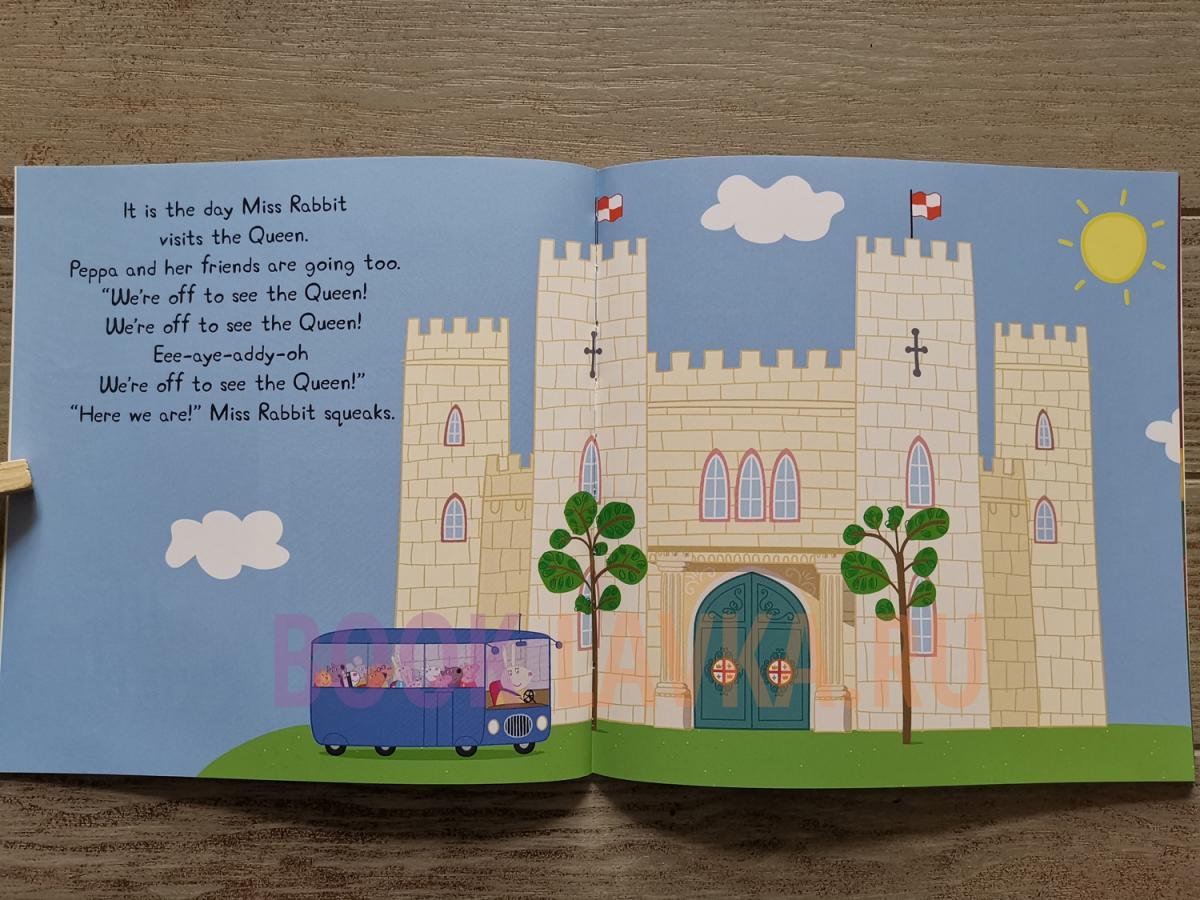 It is the day Miss Rabbit
visits the Queen.
Peppa and her friends are going too.
“We’re off to see the Queen!
We’re off to see the Queen!
Eee-aye-addy-oh
We’re off to see the Queen!”
“Here we are!” Miss Rabbit squeaks.
BOOK-LAVKA.RU